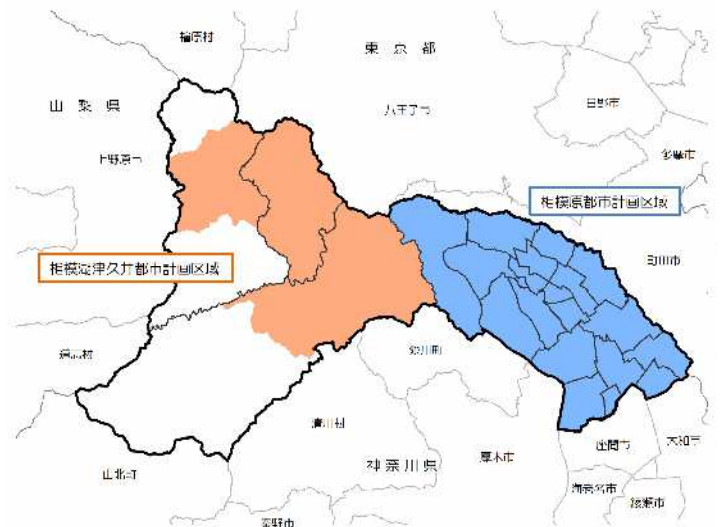 檜原村
東京都
山梨県
八王子市
日野市
上野原市
多摩市
相模原都市計画区域
町田市
相模湖津久井都市計画区域
道志村
愛川町
清川村
座間市
大和市
山北町
神奈川県
厚木市
海老名市
綾瀬市
秦野市